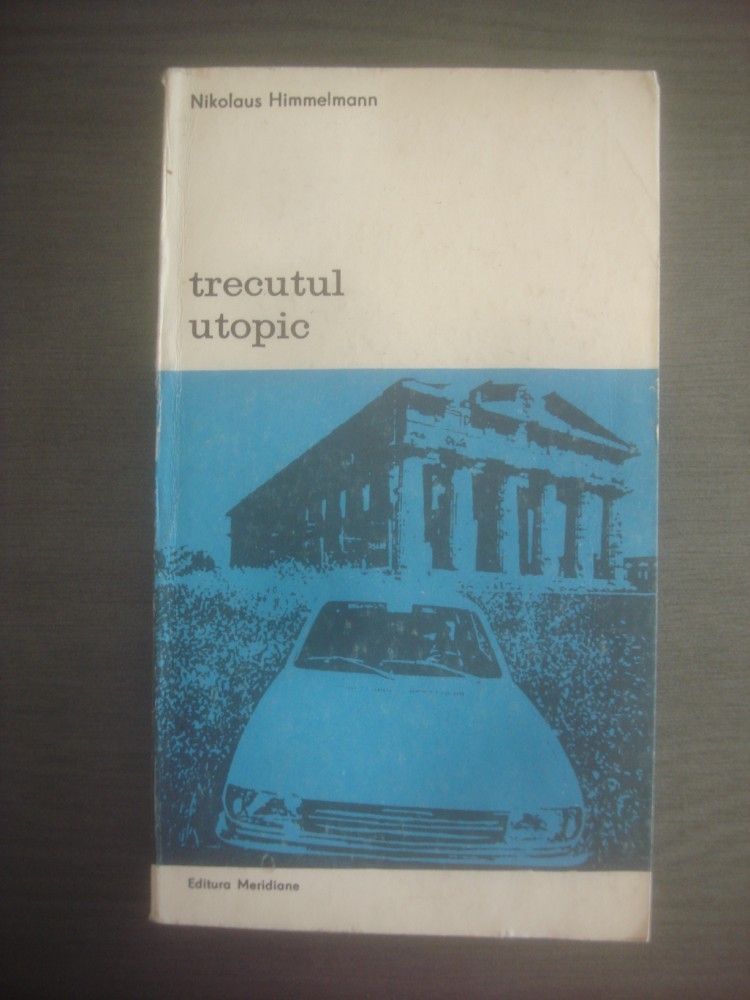 Nikolaus Himmelmann
trecutul
utopic
Editura Meridiane